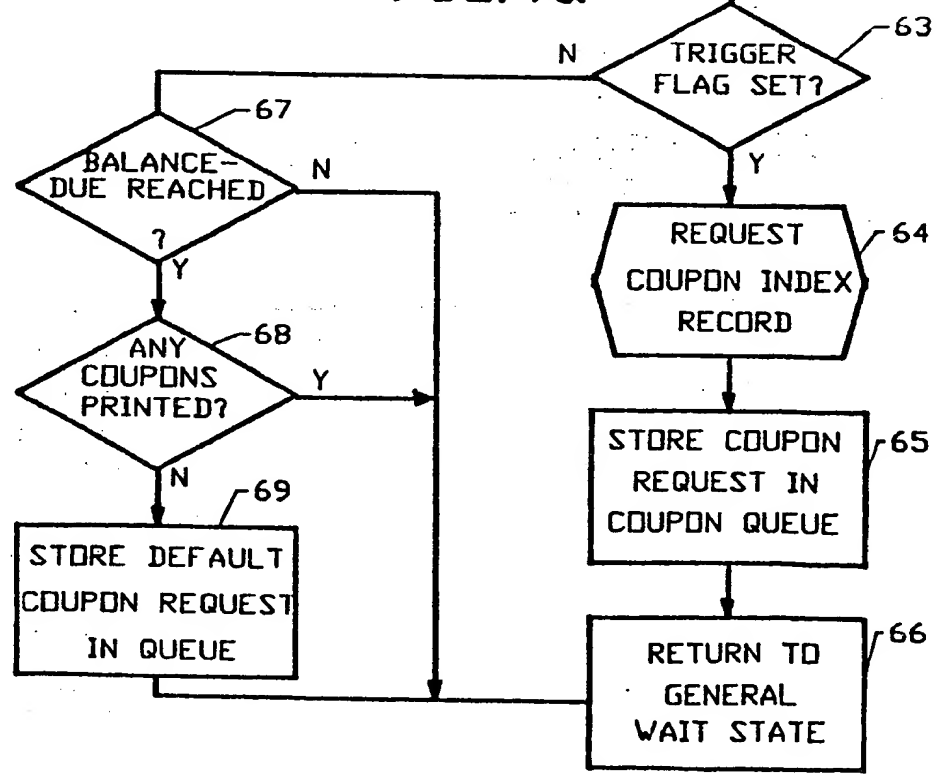 63
N
TRIGGER
FLAG SET?
Y
67
BALANCE-
DUE REACHED
?
N
Y
REQUEST
COUPON INDEX
RECORD
64
68
ANY
COUPONS
PRINTED?
Y
N
STORE COUPON
REQUEST IN
COUPON QUEUE
65
69
STORE DEFAULT
COUPON REQUEST
IN QUEUE
RETURN TO
GENERAL
WAIT STATE
66